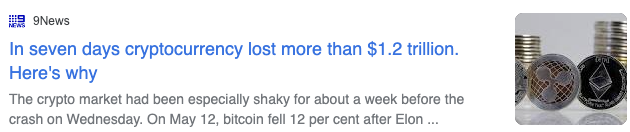 9 NEWS 9News
In seven days cryptocurrency lost more than $1.2 trillion.
Here's why
The crypto market had been especially shaky for about a week before the
crash on Wednesday. On May 12, bitcoin fell 12 per cent after Elon ...